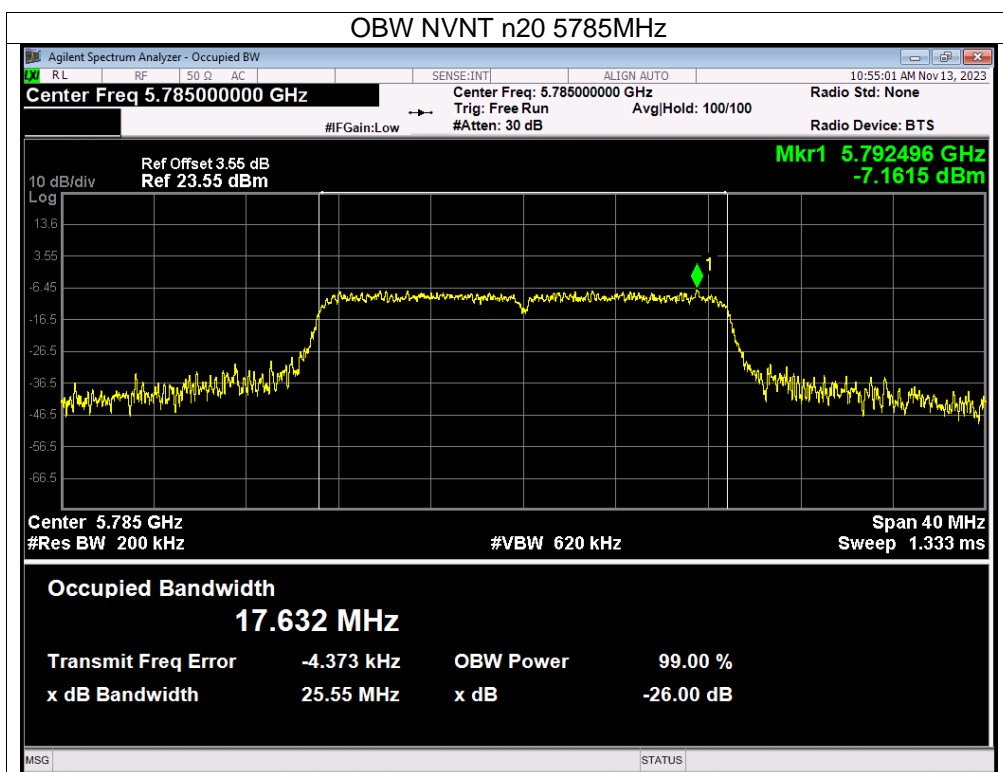 OBW NVNT n20 5785MHz
Agilent Spectrum Analyzer - Occupied BW
LXI RL RF 50 Ω AC SENSE:INT ALIGN AUTO 10:55:01 AM Nov 13, 2023
Center Freq 5.785000000 GHz Center Freq: 5.785000000 GHz Radio Std: None
Trig: Free Run Avg|Hold: 100/100
#IFGain:Low #Atten: 30 dB Radio Device: BTS
Ref Offset 3.55 dB Mkr1 5.792496 GHz
10 dB/div Ref 23.55 dBm -7.1615 dBm
Log
13.6
3.55
1
-6.45
-16.5
-26.5
-36.5
-46.5
-56.5
-66.5
Center 5.785 GHz Span 40 MHz
#Res BW 200 kHz #VBW 620 kHz Sweep 1.333 ms
Occupied Bandwidth
17.632 MHz
Transmit Freq Error -4.373 kHz OBW Power 99.00 %
x dB Bandwidth 25.55 MHz x dB -26.00 dB
MSG STATUS